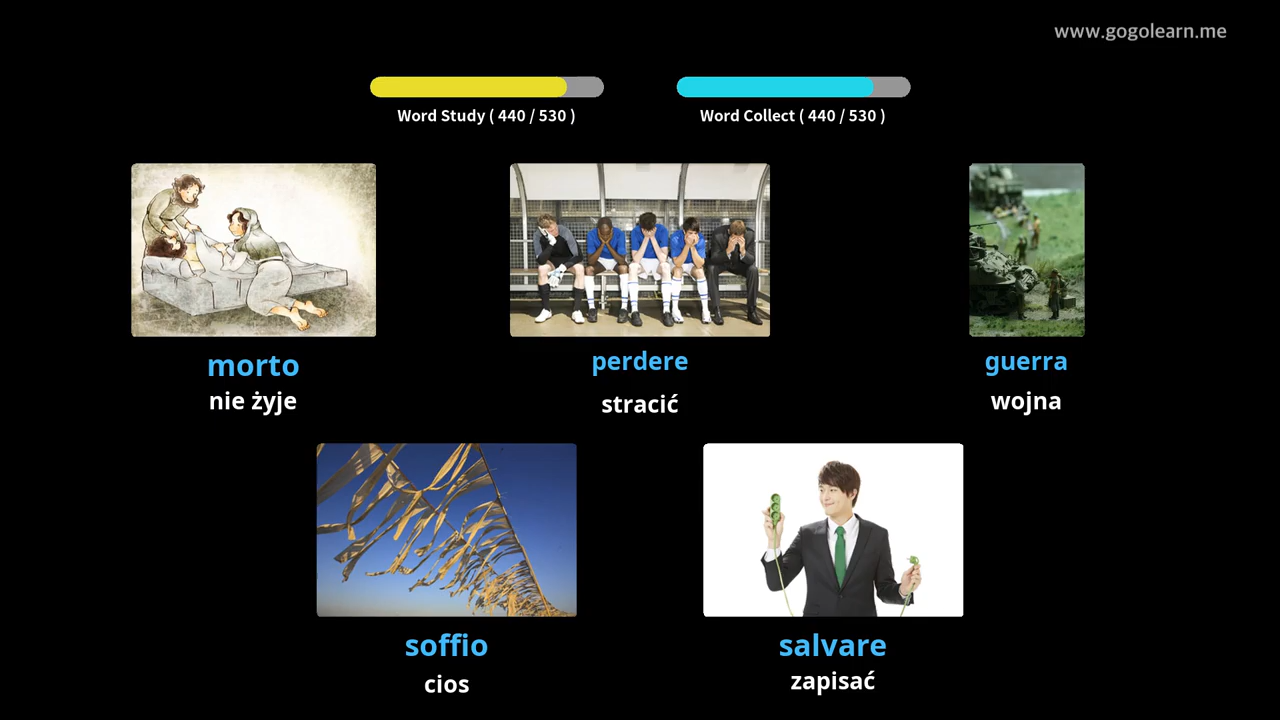 www.gogolearn.me
Word Study ( 440 / 530 )
Word Collect ( 440 / 530 )
morto
nie żyje
perdere
stracić
guerra
wojna
soffio
cios
salvare
zapisać